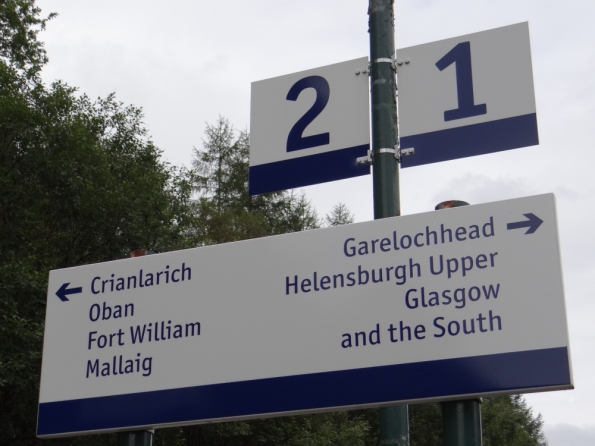 2 1
← Crianlarich
Oban
Fort William
Mallaig
Garelochhead →
Helensburgh Upper
Glasgow
and the South